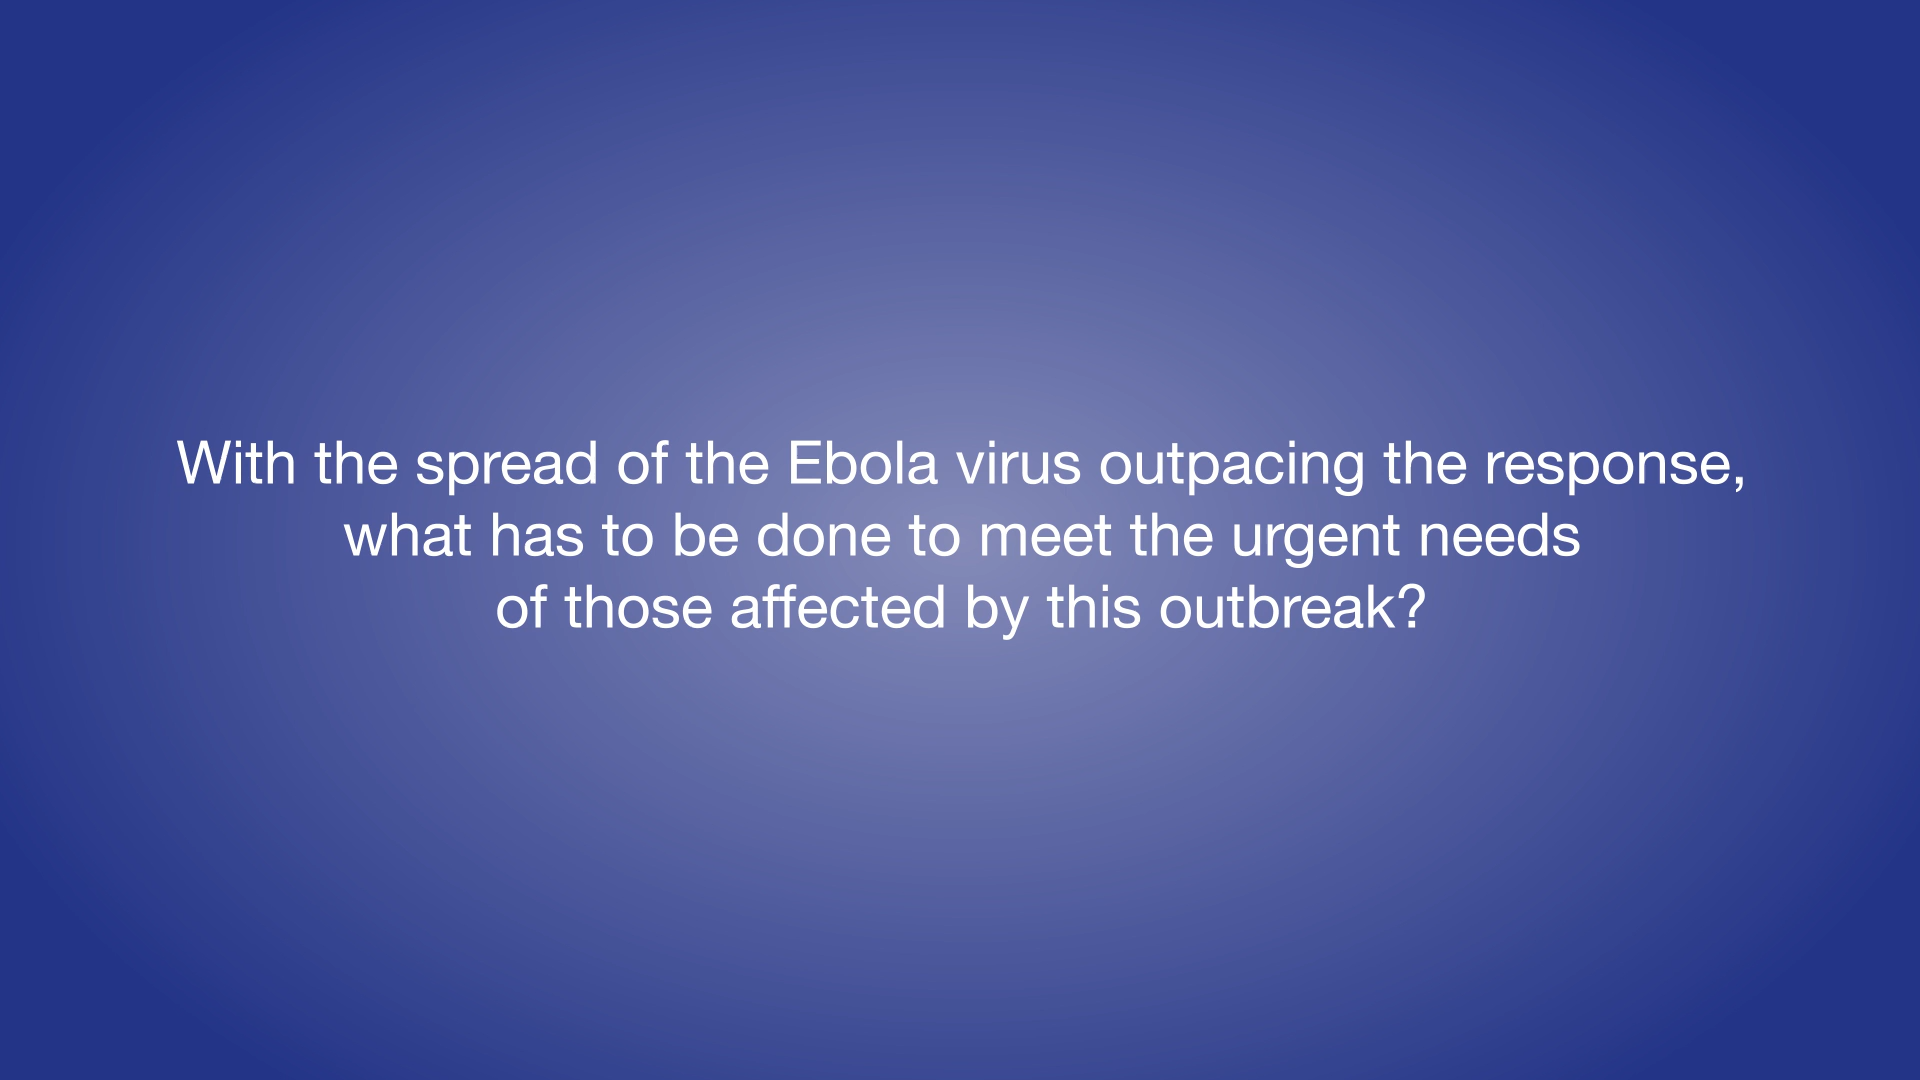 With the spread of the Ebola virus outpacing the response,
what has to be done to meet the urgent needs
of those affected by this outbreak?